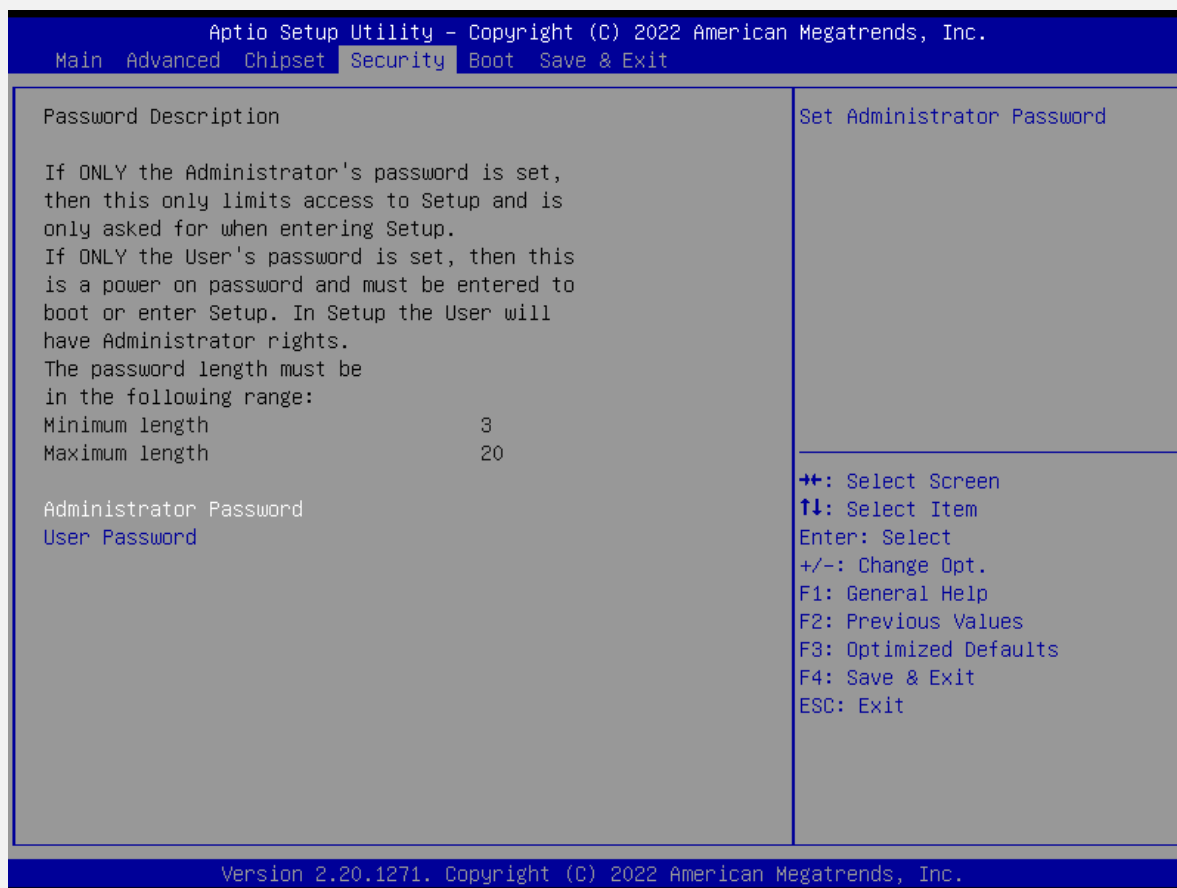 Aptio Setup Utility – Copyright (C) 2022 American Megatrends, Inc.
Main Advanced Chipset Security Boot Save & Exit
Password Description
If ONLY the Administrator's password is set,
then this only limits access to Setup and is
only asked for when entering Setup.
If ONLY the User's password is set, then this
is a power on password and must be entered to
boot or enter Setup. In Setup the User will
have Administrator rights.
The password length must be
in the following range:
Minimum length 3
Maximum length 20
Administrator Password
User Password
Set Administrator Password
→←: Select Screen
↑↓: Select Item
Enter: Select
+/-: Change Opt.
F1: General Help
F2: Previous Values
F3: Optimized Defaults
F4: Save & Exit
ESC: Exit
Version 2.20.1271. Copyright (C) 2022 American Megatrends, Inc.